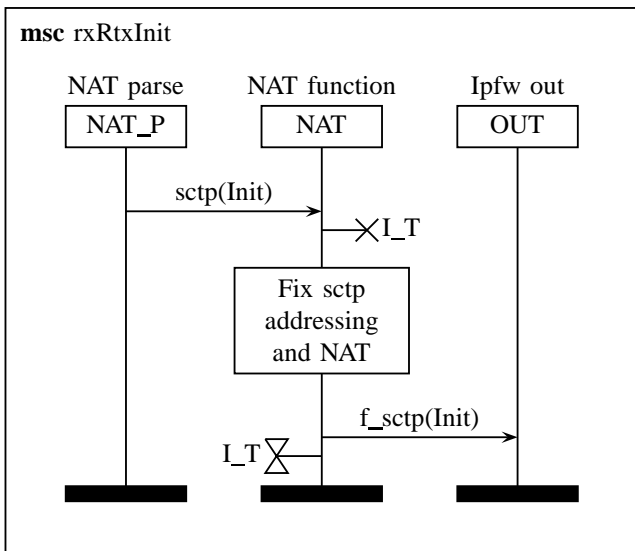 msc rxRtxInit
NAT parse NAT function Ipfw out
NAT_P NAT OUT
sctp(Init)
I_T
Fix sctp
addressing
and NAT
f_sctp(Init)
I_T